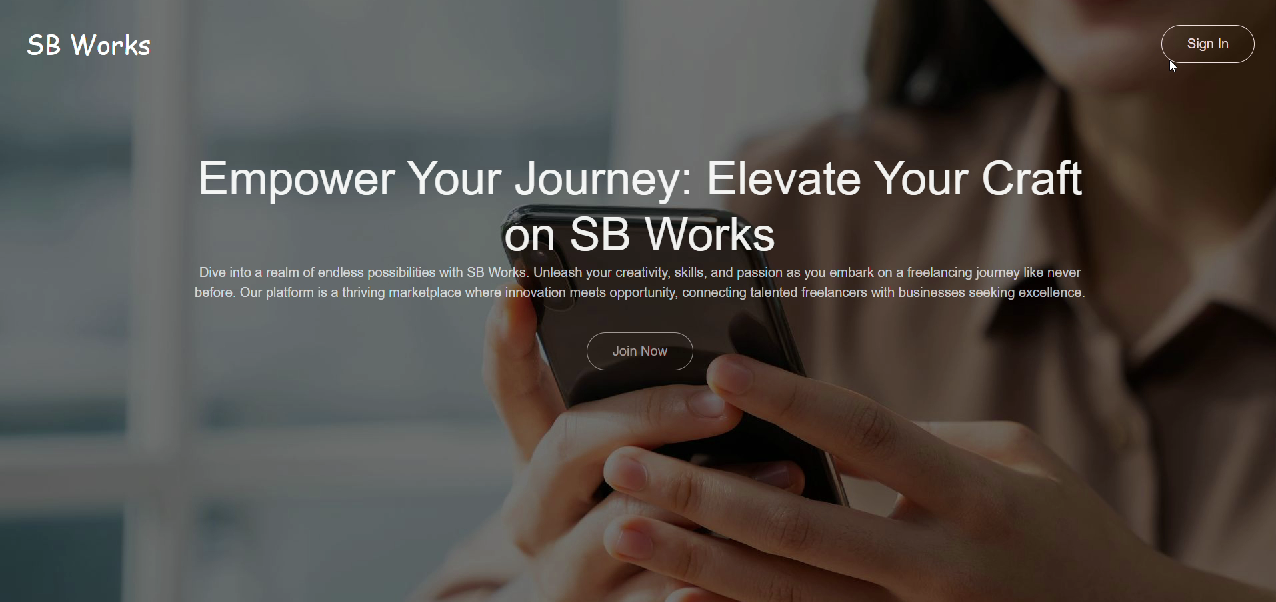 SB Works
Sign In
Empower Your Journey: Elevate Your Craft
on SB Works
Dive into a realm of endless possibilities with SB Works. Unleash your creativity, skills, and passion as you embark on a freelancing journey like never
before. Our platform is a thriving marketplace where innovation meets opportunity, connecting talented freelancers with businesses seeking excellence.
Join Now